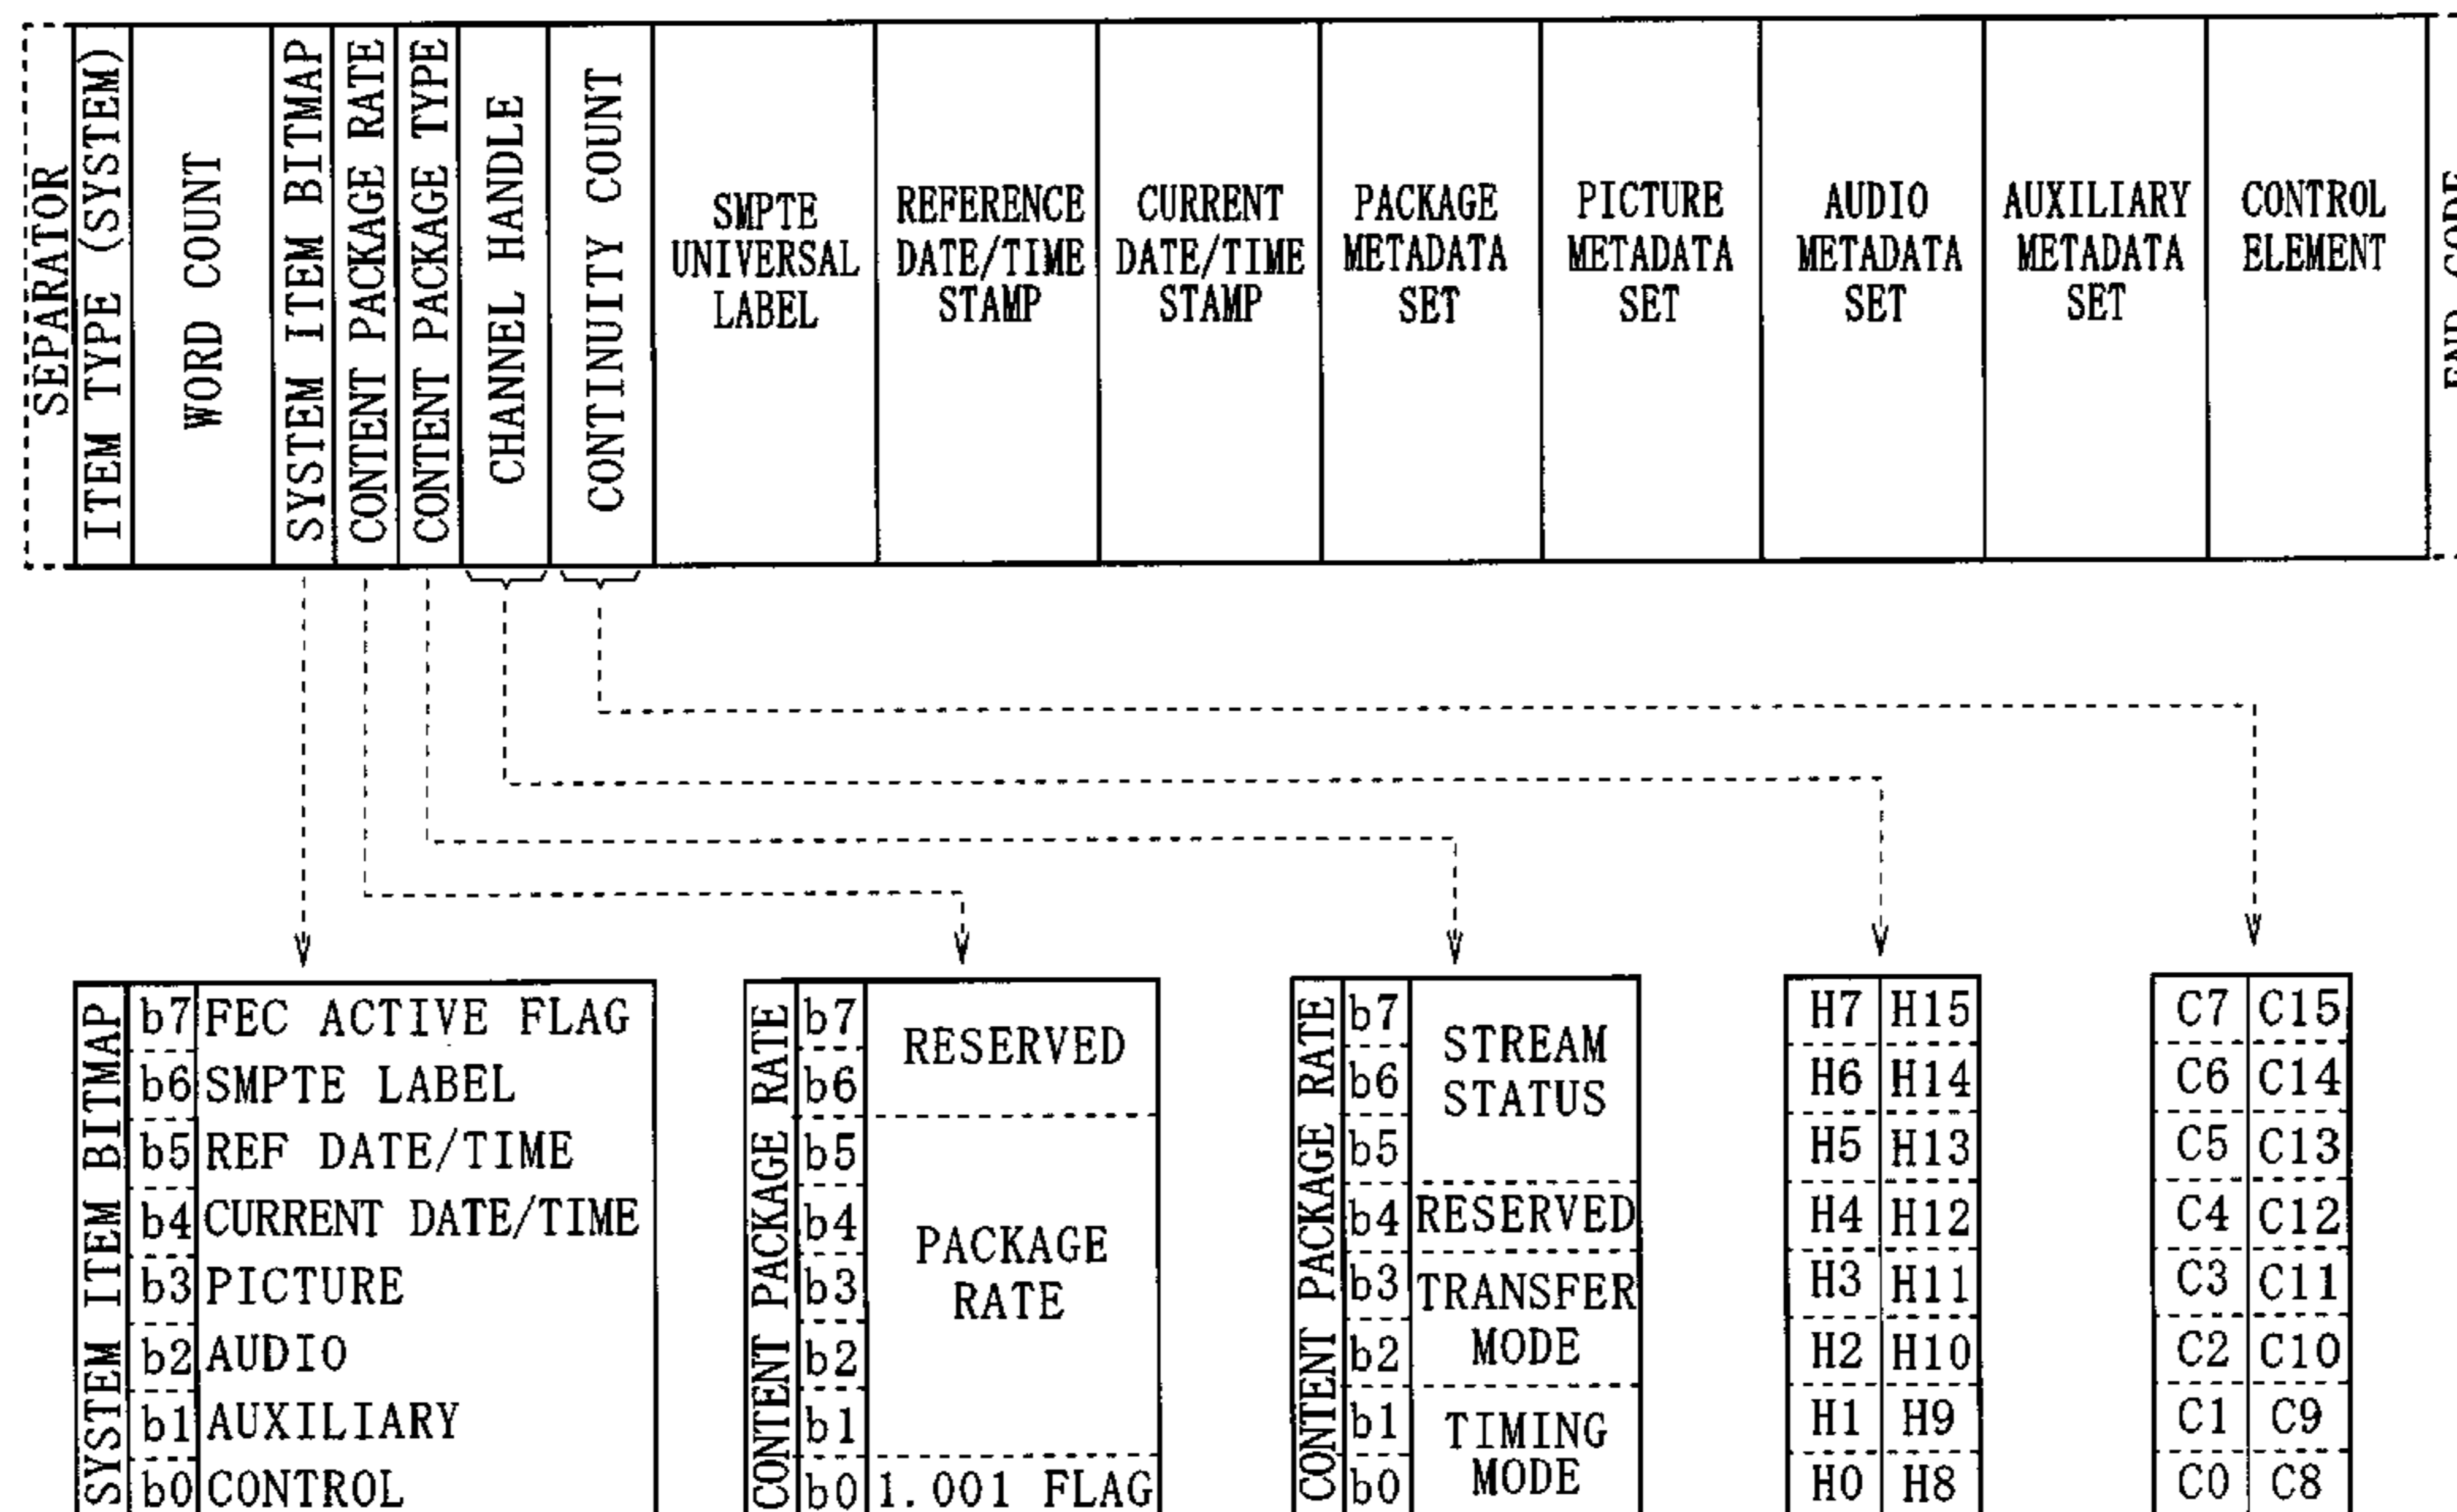 SEPARATOR
ITEM TYPE (SYSTEM)
WORD COUNT
SYSTEM ITEM BITMAP
CONTENT PACKAGE RATE
CONTENT PACKAGE TYPE
CHANNEL HANDLE
CONTINUITY COUNT
SMPTE
UNIVERSAL
LABEL
REFERENCE
DATE/TIME
STAMP
CURRENT
DATE/TIME
STAMP
PACKAGE
METADATA
SET
PICTURE
METADATA
SET
AUDIO
METADATA
SET
AUXILIARY
METADATA
SET
CONTROL
ELEMENT
END CODE
SYSTEM ITEM BITMAP
b7 FEC ACTIVE FLAG
b6 SMPTE LABEL
b5 REF DATE/TIME
b4 CURRENT DATE/TIME
b3 PICTURE
b2 AUDIO
b1 AUXILIARY
b0 CONTROL
CONTENT PACKAGE RATE
b7
b6
RESERVED
b5
b4
b3
b2
b1
PACKAGE
RATE
b0 1.001 FLAG
CONTENT PACKAGE RATE
b7
b6
b5
STREAM
STATUS
b4 RESERVED
b3 TRANSFER
b2 MODE
b1 TIMING
b0 MODE
H7 H15
H6 H14
H5 H13
H4 H12
H3 H11
H2 H10
H1 H9
H0 H8
C7 C15
C6 C14
C5 C13
C4 C12
C3 C11
C2 C10
C1 C9
C0 C8